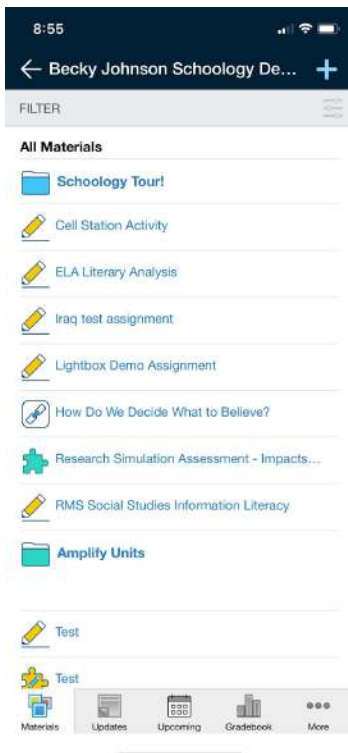 8:55
Becky Johnson Schoology De...
FILTER
All Materials
Schoology Tour!
Cell Station Activity
ELA Literary Analysis
Iraq test assignment
Lightbox Demo Assignment
How Do We Decide What to Believe?
Research Simulation Assessment - Impacts...
RMS Social Studies Information Literacy
Amplify Units
Test
Test
Materials Updates Upcoming Gradebook More